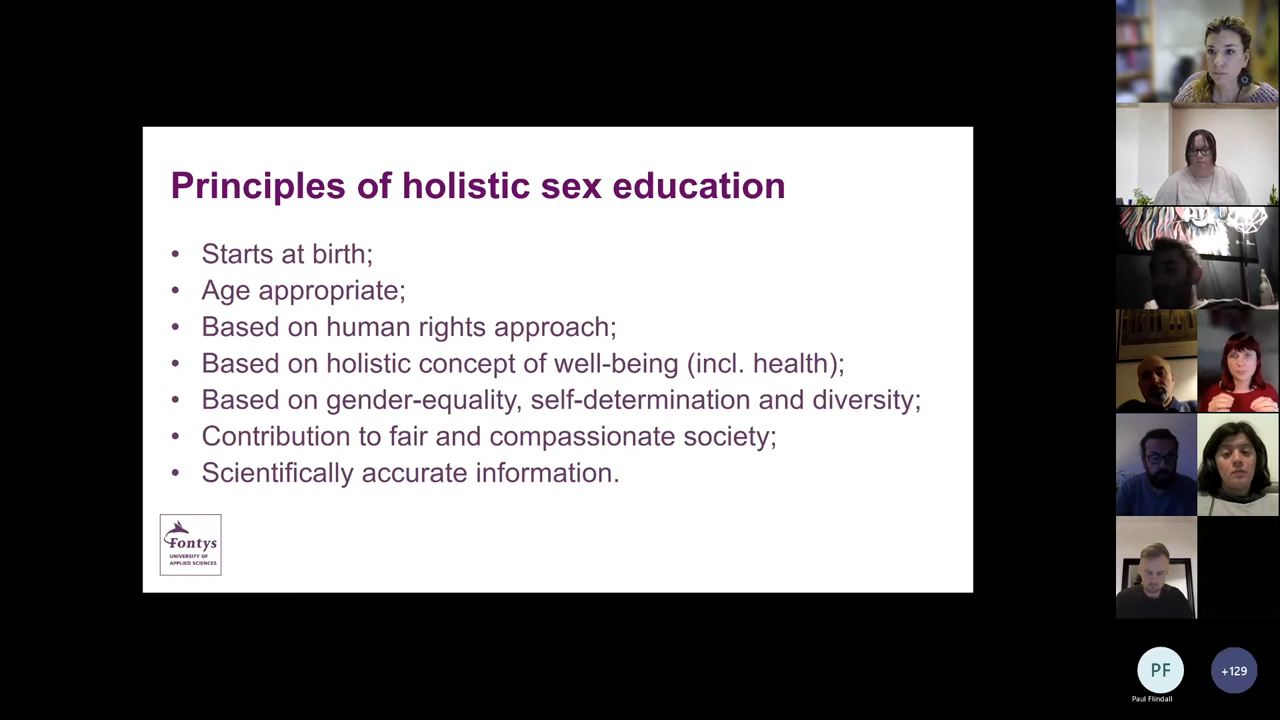 Principles of holistic sex education
• Starts at birth;
• Age appropriate;
• Based on human rights approach;
• Based on holistic concept of well-being (incl. health);
• Based on gender-equality, self-determination and diversity;
• Contribution to fair and compassionate society;
• Scientifically accurate information.
Fontys
UNIVERSITY OF
APPLIED SCIENCES
PF
Paul Flindall
+129